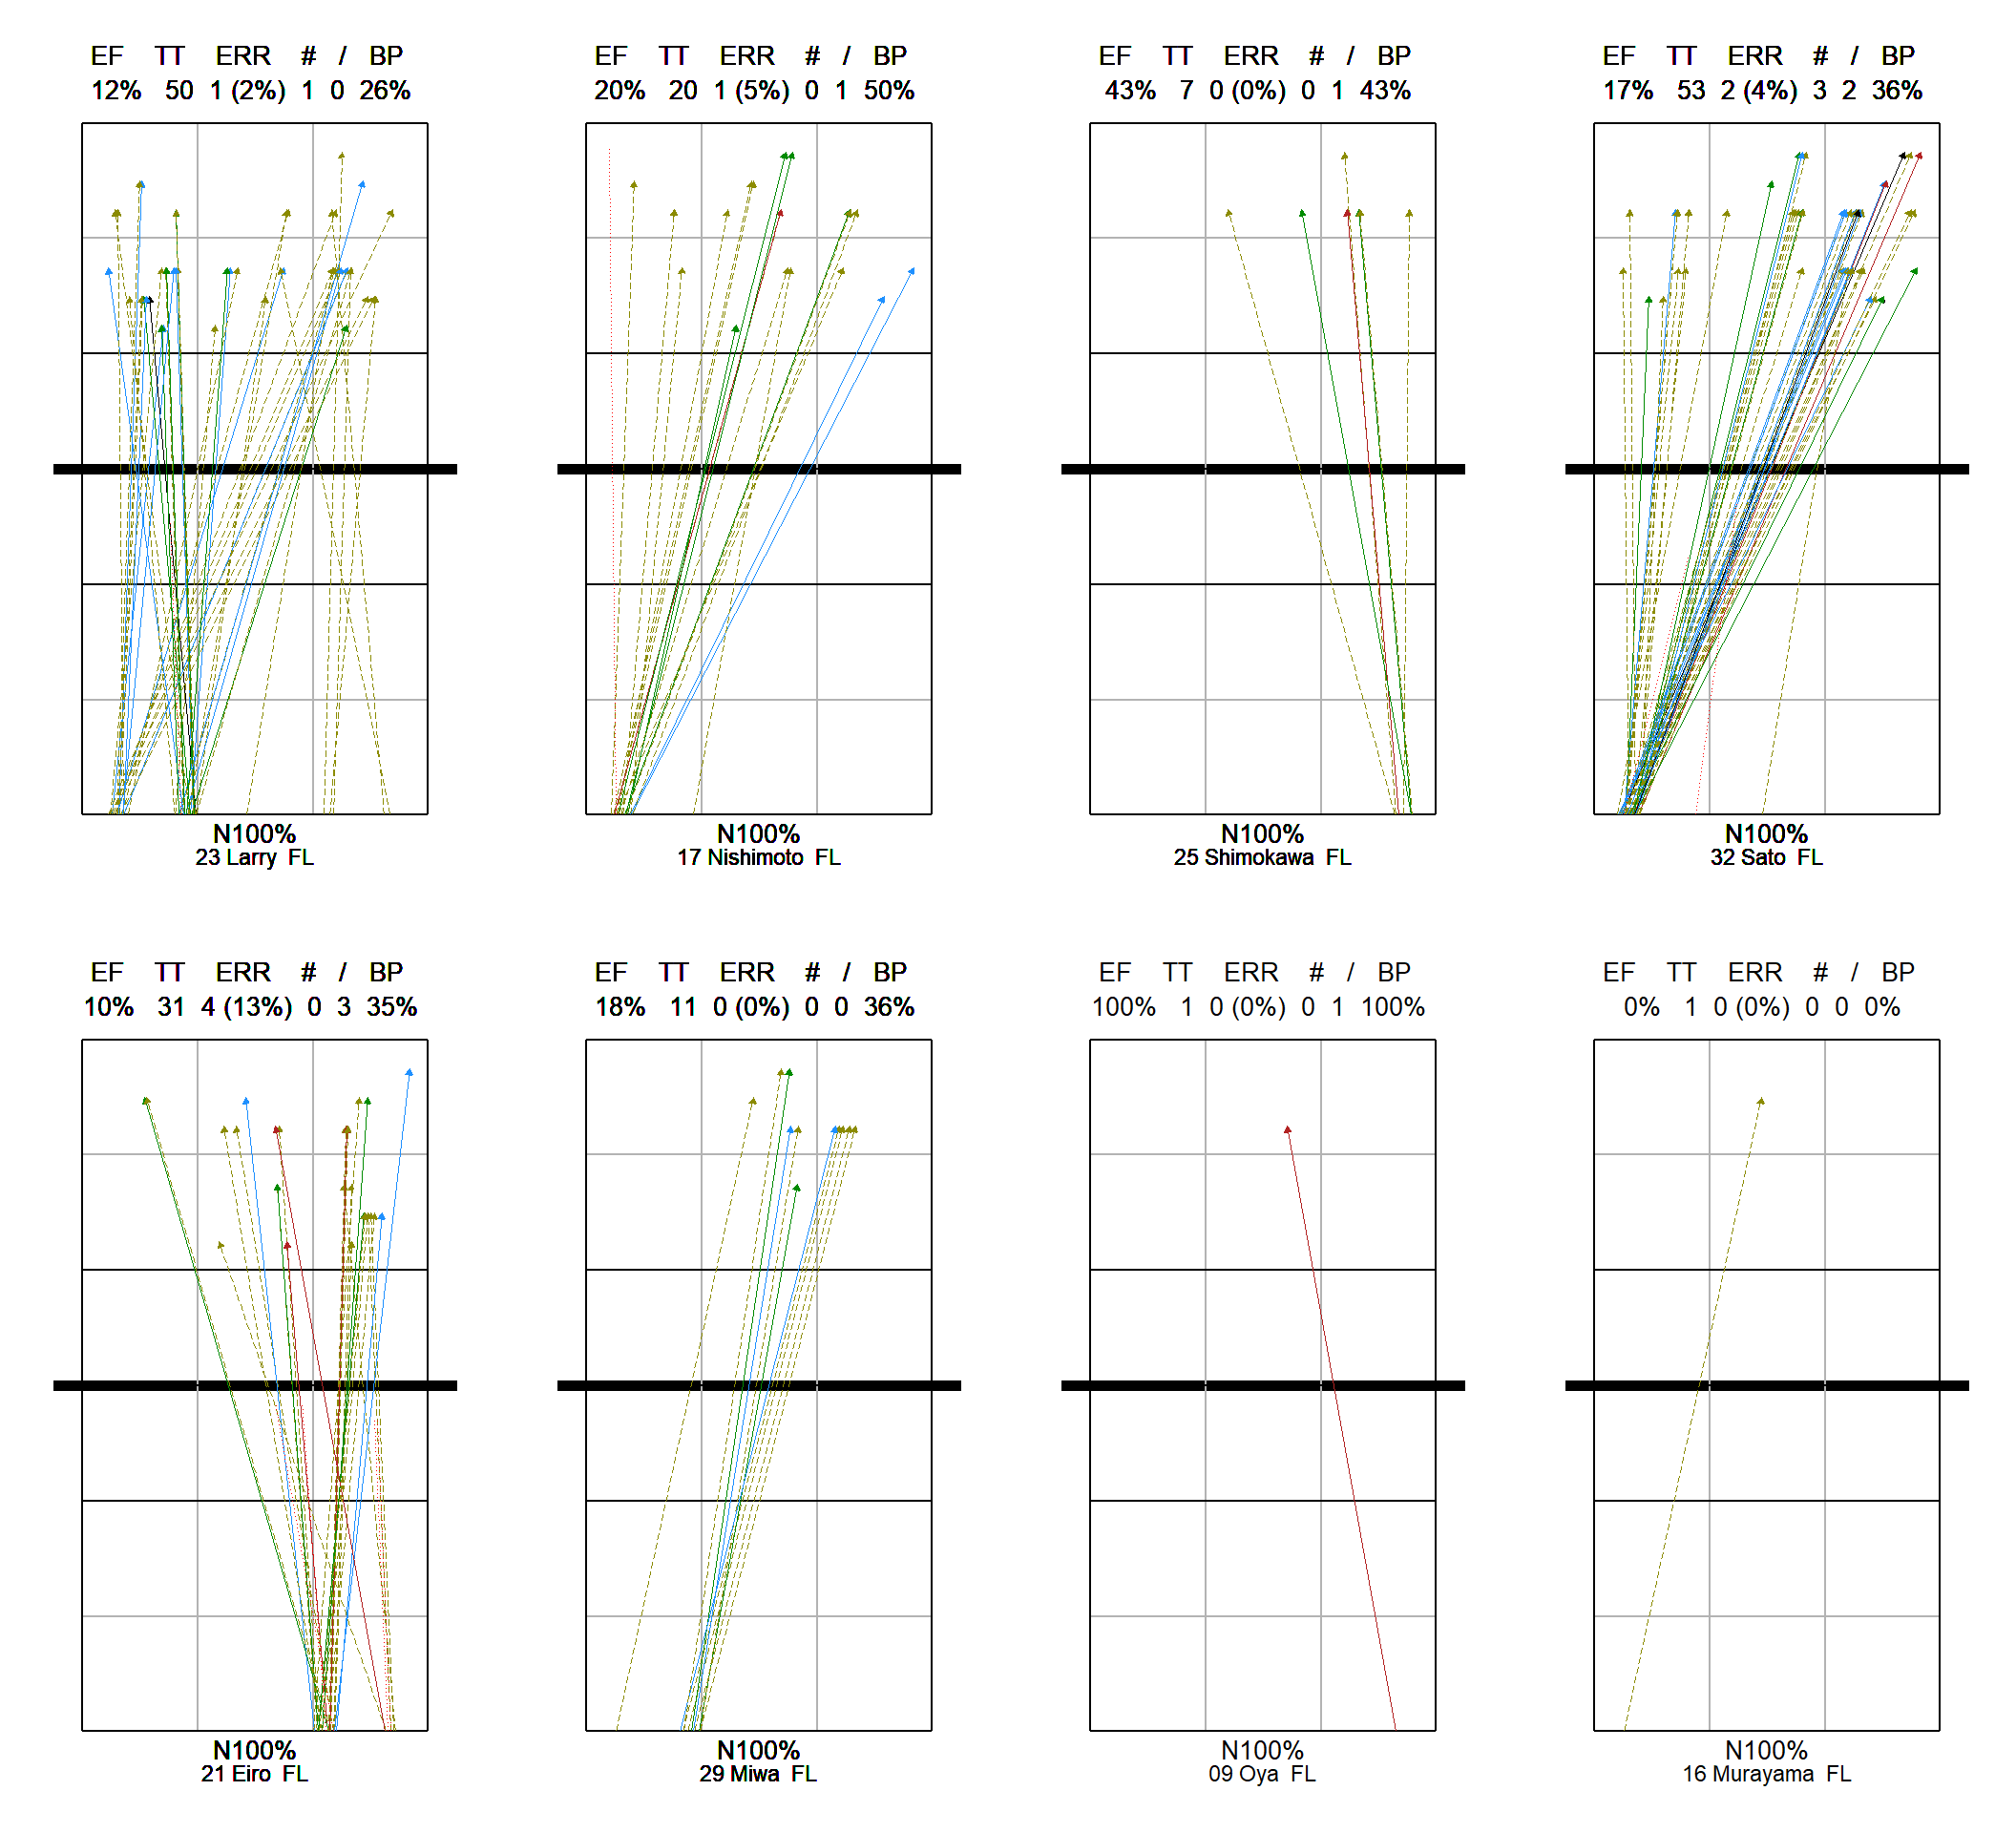 EF TT ERR # / BP
12% 50 1 (2%) 1 0 26%
N100%
23 Larry FL
EF TT ERR # / BP
20% 20 1 (5%) 0 1 50%
N100%
17 Nishimoto FL
EF TT ERR # / BP
43% 7 0 (0%) 0 1 43%
N100%
25 Shimokawa FL
EF TT ERR # / BP
17% 53 2 (4%) 3 2 36%
N100%
32 Sato FL
EF TT ERR # / BP
10% 31 4 (13%) 0 3 35%
N100%
21 Eiro FL
EF TT ERR # / BP
18% 11 0 (0%) 0 0 36%
N100%
29 Miwa FL
EF TT ERR # / BP
100% 1 0 (0%) 0 1 100%
N100%
09 Oya FL
EF TT ERR # / BP
0% 1 0 (0%) 0 0 0%
N100%
16 Murayama FL